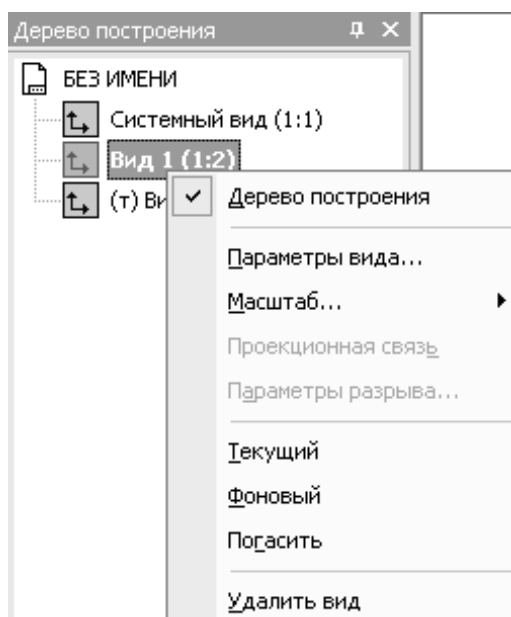 Дерево построения
БЕЗ ИМЕНИ
Системный вид (1:1)
Вид 1 (1:2)
(т) Ви
Дерево построения
Параметры вида...
Масштаб...
Проекционная связь
Параметры разрыва...
Текущий
Фоновый
Погасить
Удалить вид